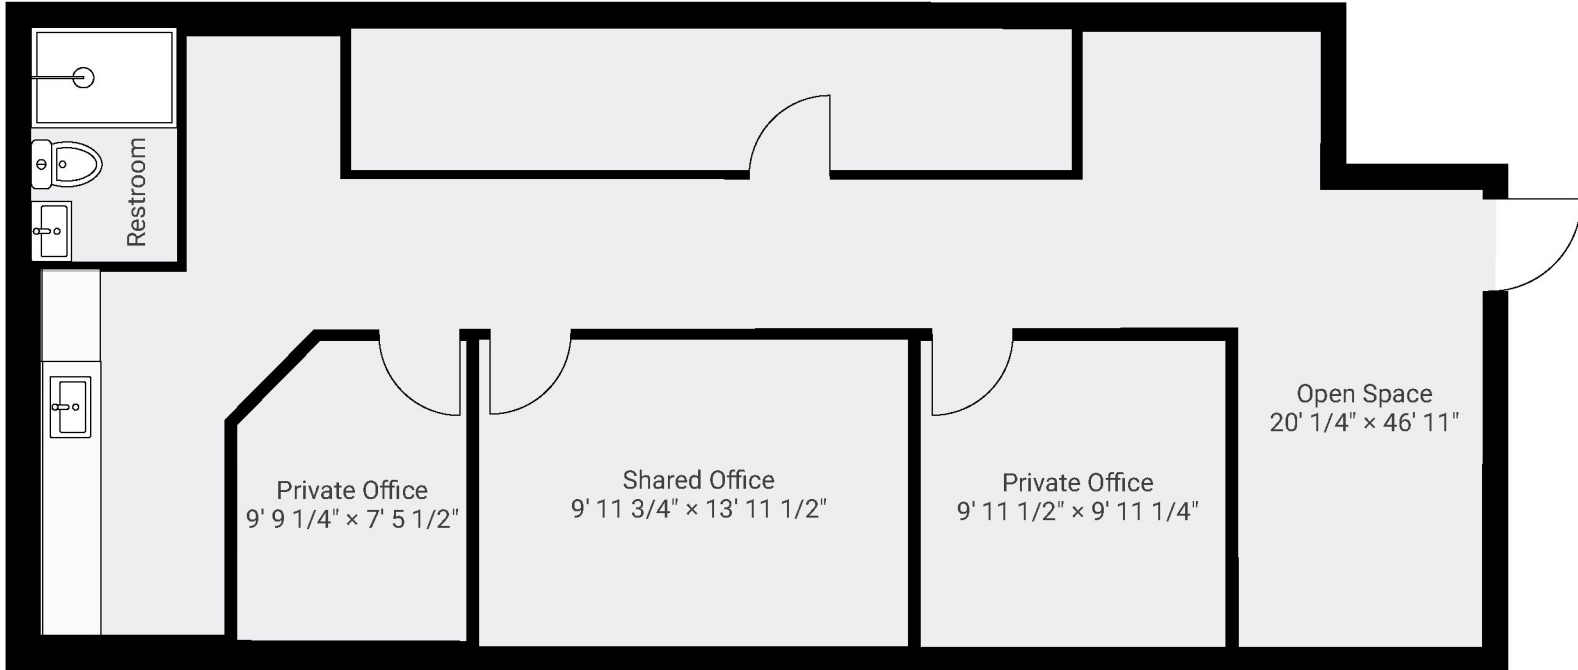 Restroom
Open Space
20' 1/4" × 46' 11"
Private Office
9' 9 1/4" × 7' 5 1/2"
Shared Office
9' 11 3/4" × 13' 11 1/2"
Private Office
9' 11 1/2" × 9' 11 1/4"